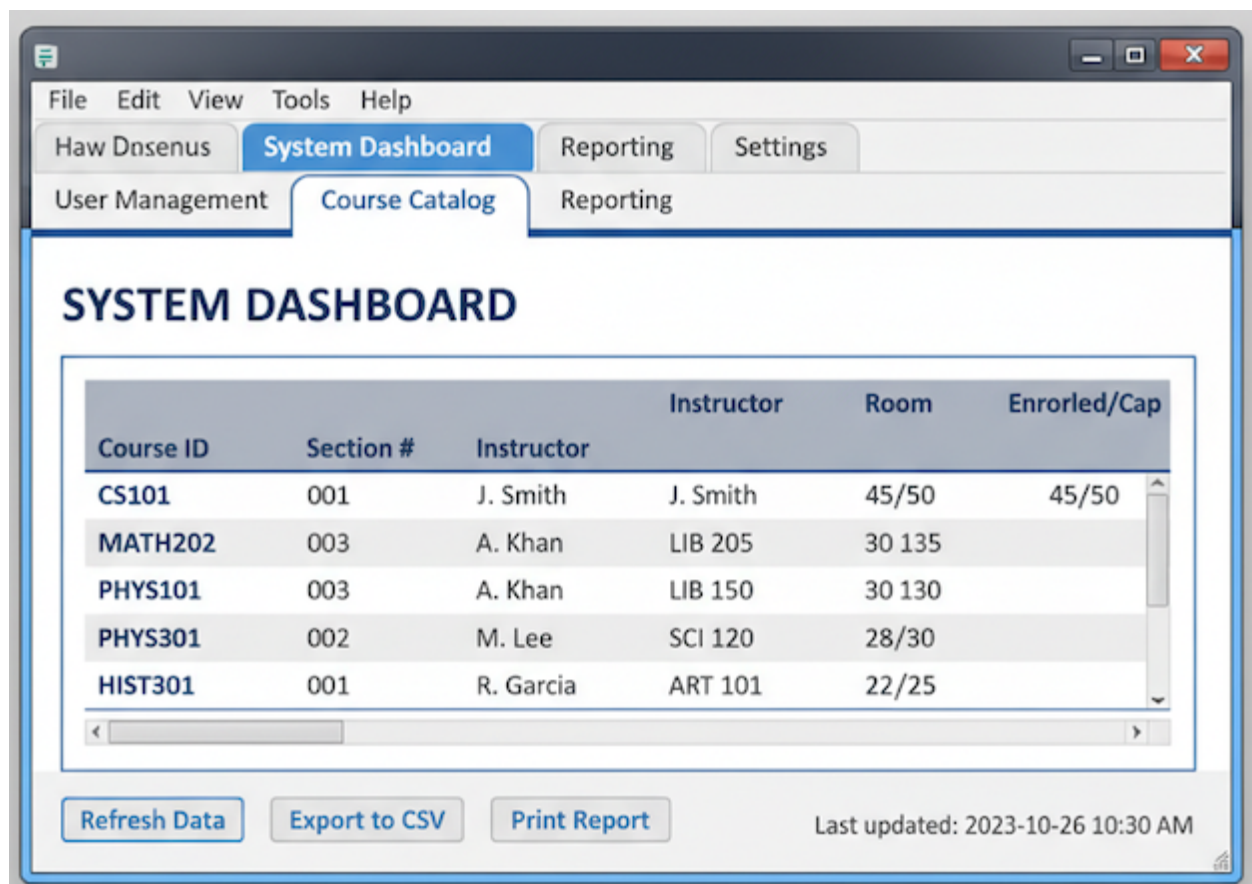 File Edit View Tools Help
Haw Dnsenus System Dashboard Reporting Settings
User Management Course Catalog Reporting
SYSTEM DASHBOARD
Instructor Room Enrorled/Cap
Course ID Section # Instructor
CS101 001 J. Smith J. Smith 45/50 45/50
MATH202 003 A. Khan LIB 205 30 135
PHYS101 003 A. Khan LIB 150 30 130
PHYS301 002 M. Lee SCI 120 28/30
HIST301 001 R. Garcia ART 101 22/25
Refresh Data Export to CSV Print Report Last updated: 2023-10-26 10:30 AM